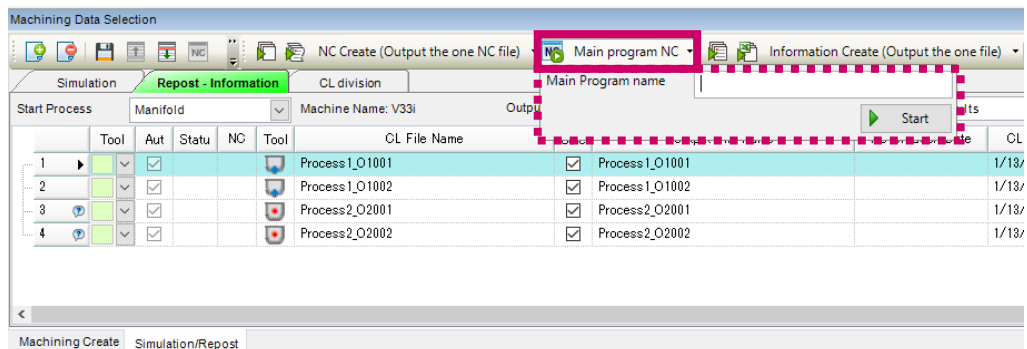 Machining Data Selection
NC NC Create (Output the one NC file) NC Main program NC Information Create (Output the one file)
Simulation Repost - Information CL division Main Program name
Start Process Manifold Machine Name: V33i Outpu Start lts
Tool Aut Statu NC Tool CL File Name CL
1 Process1_O1001 Process1_O1001 1/13/
2 Process1_O1002 Process1_O1002 1/13/
3 Process2_O2001 Process2_O2001 1/13/
4 Process2_O2002 Process2_O2002 1/13/
Machining Create Simulation/Repost